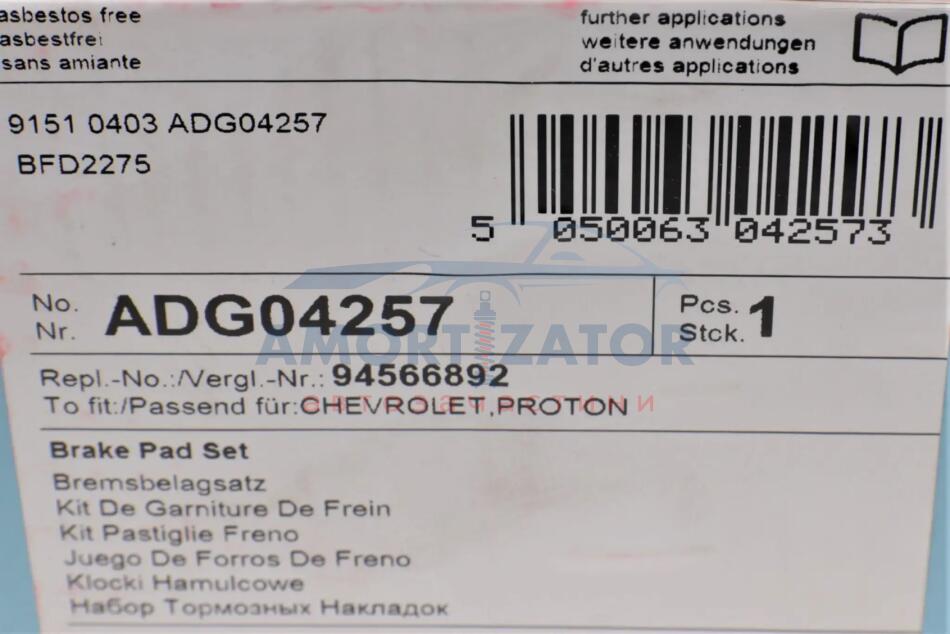 asbestos free
asbestfrei
sans amiante
further applications
weitere anwendungen
d'autres applications
9151 0403 ADG04257
BFD2275
5 050063 042573
No.
Nr.
ADG04257
Pcs.
Stck.
1
AMORTIZATOR
Repl.-No.:/Vergl.-Nr.: 94566892
To fit:/Passend für:CHEVROLET,PROTON
Brake Pad Set
Bremsbelagsatz
Kit De Garniture De Frein
Kit Pastiglie Freno
Juego De Forros De Freno
Klocki Hamulcowe
Набор Тормозных Накладок